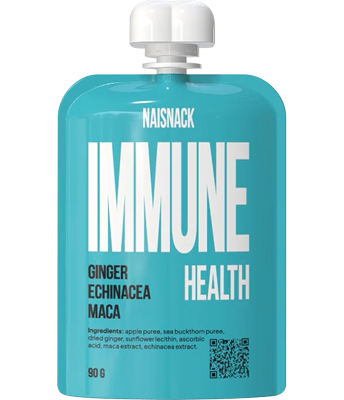 NAISNACK
IMMUNE
HEALTH
GINGER
ECHINACEA
MACA
Ingredients: apple puree, sea buckthorn puree,
dried ginger, sunflower lecithin, ascorbic
acid, maca extract, echinacea extract.
90 G